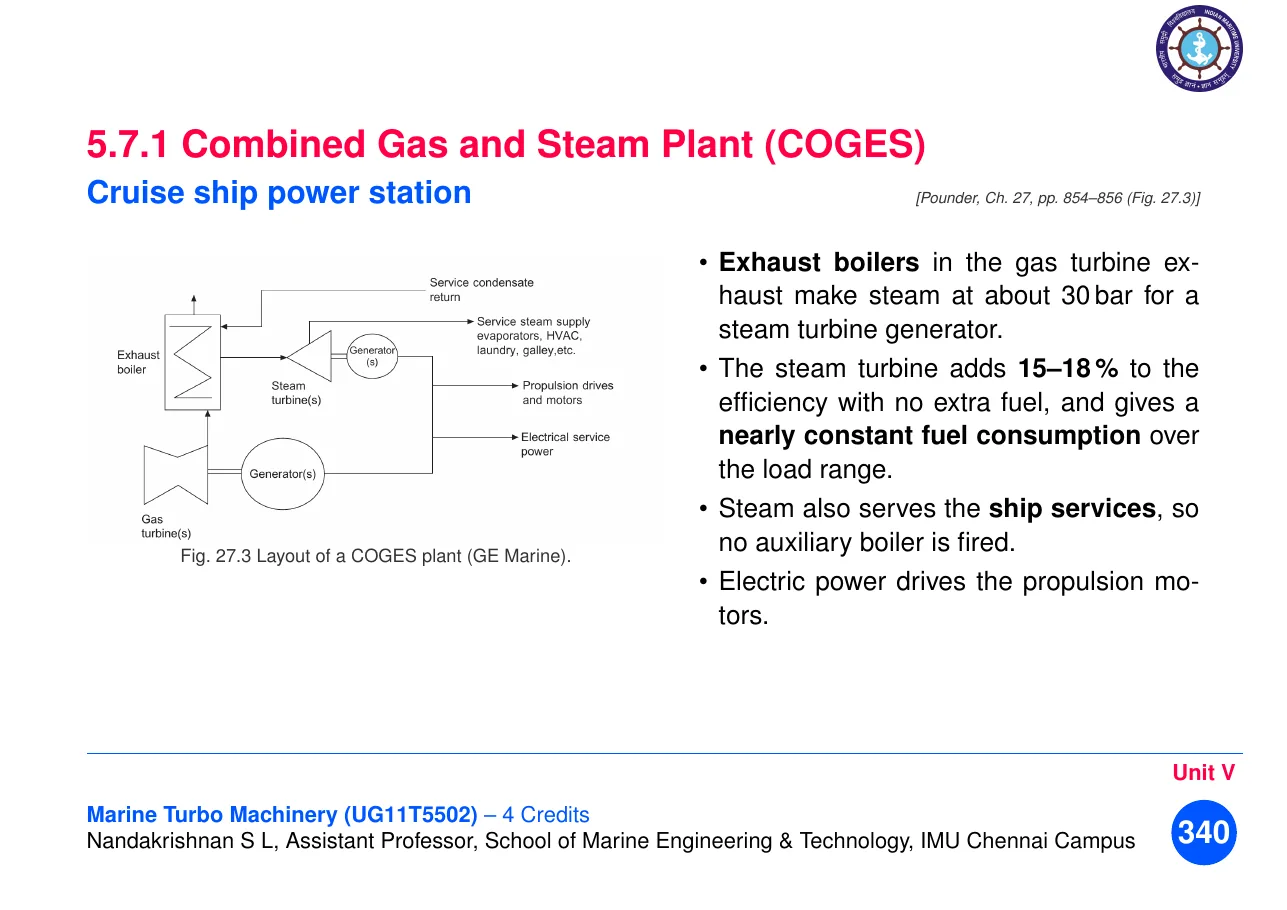 INDIAN MARITIME UNIVERSITY
5.7.1 Combined Gas and Steam Plant (COGES)
Cruise ship power station
[Pounder, Ch. 27, pp. 854–856 (Fig. 27.3)]
Service condensate
return
Service steam supply
evaporators, HVAC,
laundry, galley,etc.
Exhaust
boiler
Generator
(s)
Steam
turbine(s)
Propulsion drives
and motors
Electrical service
power
Generator(s)
Gas
turbine(s)
Fig. 27.3 Layout of a COGES plant (GE Marine).
• Exhaust boilers in the gas turbine ex-
haust make steam at about 30 bar for a
steam turbine generator.
• The steam turbine adds 15–18 % to the
efficiency with no extra fuel, and gives a
nearly constant fuel consumption over
the load range.
• Steam also serves the ship services, so
no auxiliary boiler is fired.
• Electric power drives the propulsion mo-
tors.
Unit V
Marine Turbo Machinery (UG11T5502) – 4 Credits
Nandakrishnan S L, Assistant Professor, School of Marine Engineering & Technology, IMU Chennai Campus
340